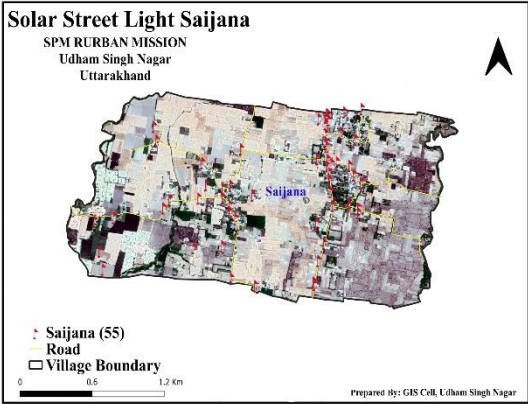 Solar Street Light Saijana
SPM RURBAN MISSION
Udham Singh Nagar
Uttarakhand
Saijana
Saijana (55)
Road
Village Boundary
0 0.6 1.2 Km
Prepared By: GIS Cell, Udham Singh Nagar